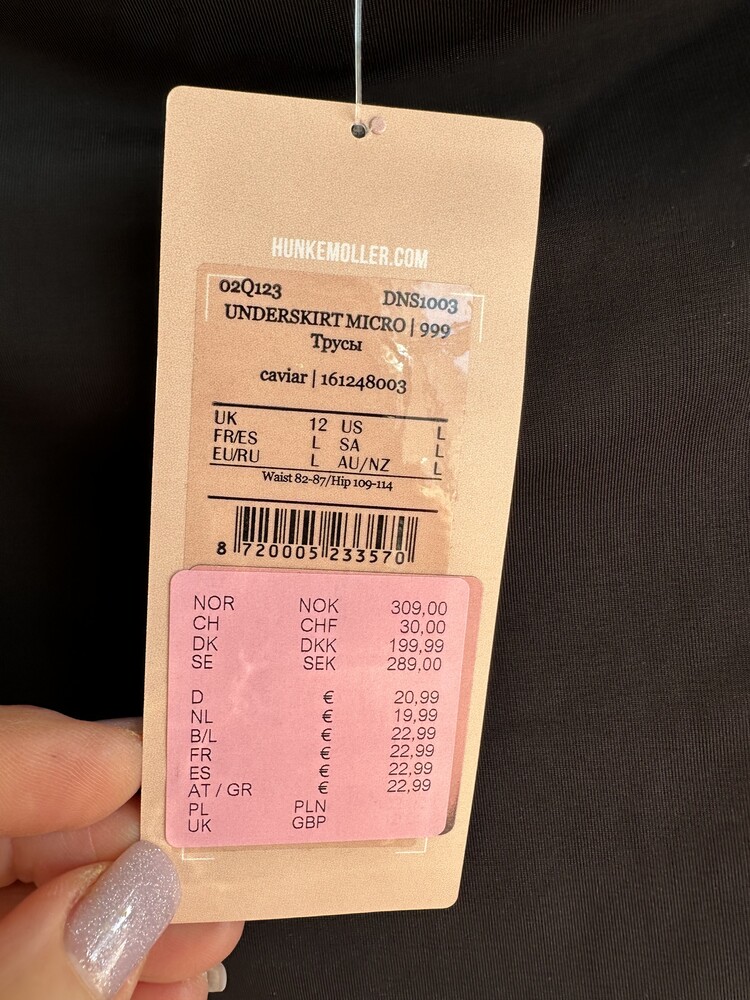 HUNKEMOLLER.COM
02Q123 DNS1003
UNDERSKIRT MICRO | 999
Трусы
caviar | 161248003
UK 12 US L
FR/ES L SA L
EU/RU L AU/NZ L
Waist 82-87/Hip 109-114
8 720005 233570
NOR NOK 309,00
CH CHF 30,00
DK DKK 199,99
SE SEK 289,00
D € 20,99
NL € 19,99
B/L € 22,99
FR € 22,99
ES € 22,99
AT / GR € 22,99
PL PLN
UK GBP